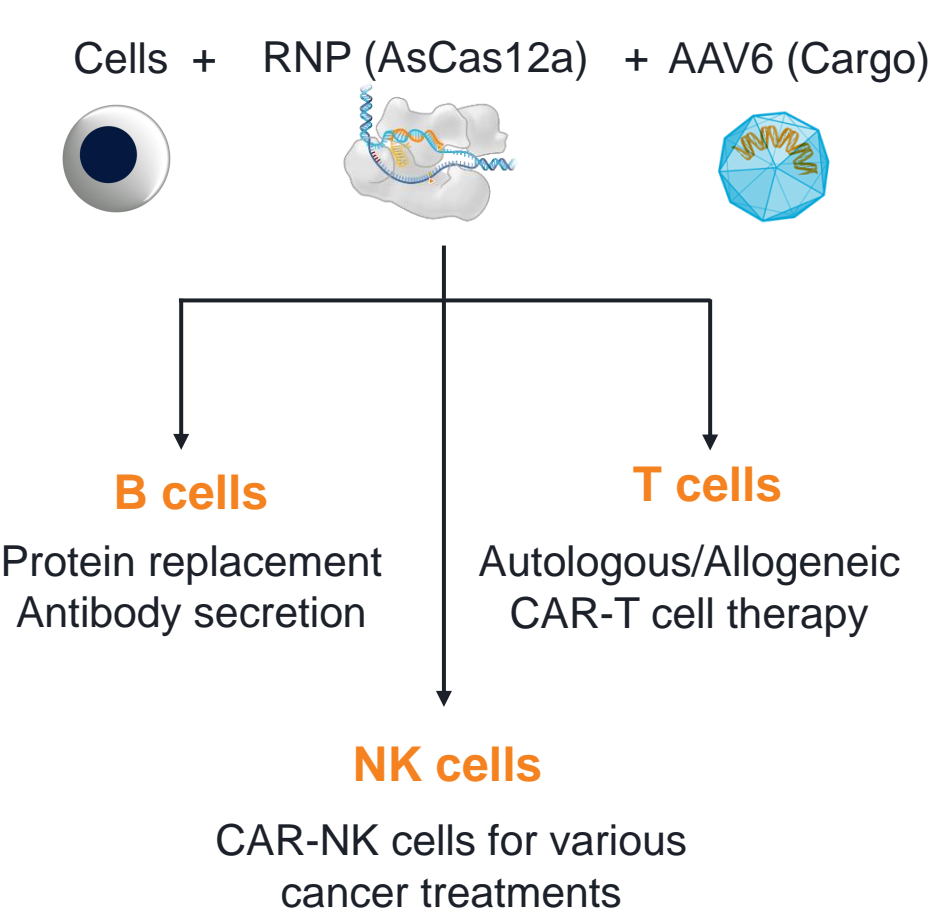 Cells + RNP (AsCas12a) + AAV6 (Cargo)
B cells
Protein replacement
Antibody secretion
T cells
Autologous/Allogeneic
CAR-T cell therapy
NK cells
CAR-NK cells for various
cancer treatments